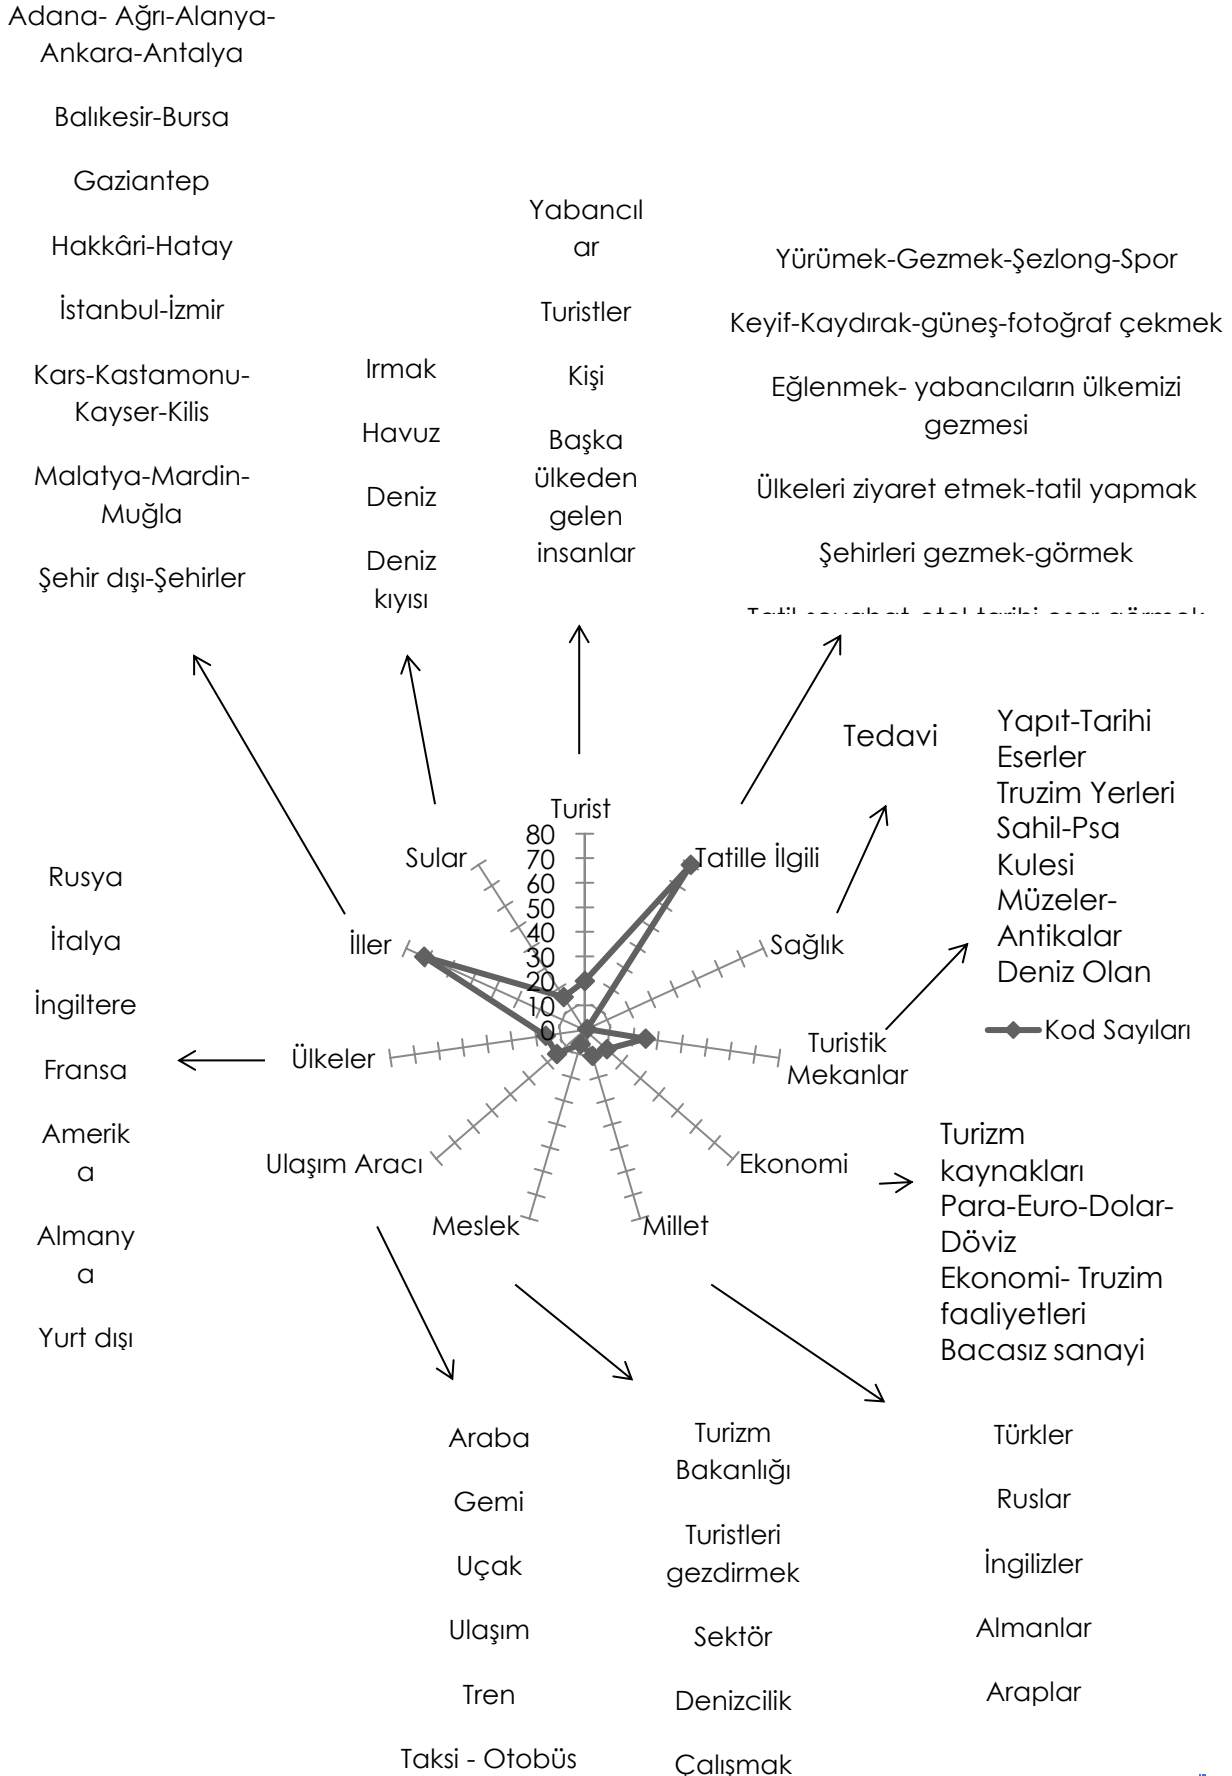 Adana- Ağrı-Alanya-
Ankara-Antalya
Balıkesir-Bursa
Gaziantep
Hakkâri-Hatay
İstanbul-İzmir
Kars-Kastamonu-
Kayser-Kilis
Malatya-Mardin-
Muğla
Şehir dışı-Şehirler
Irmak
Havuz
Deniz
Deniz
kıyısı
Yabancıl
ar
Turistler
Kişi
Başka
ülkeden
gelen
insanlar
Yürümek-Gezmek-Şezlong-Spor
Keyif-Kaydırak-güneş-fotoğraf çekmek
Eğlenmek- yabancıların ülkemizi
gezmesi
Ülkeleri ziyaret etmek-tatil yapmak
Şehirleri gezmek-görmek
Tatil-seyahat-otel-tarihi eser görmek
Tedavi
Yapıt-Tarihi
Eserler
Truzim Yerleri
Sahil-Psa
Kulesi
Müzeler-
Antikalar
Deniz Olan
Kod Sayıları
Turist
80
70
60
50
40
30
20
10
0
Tatille İlgili
Sağlık
Turistik
Mekanlar
Ekonomi
Millet
Meslek
Ulaşım Aracı
Ülkeler
İller
Sular
Rusya
İtalya
İngiltere
Fransa
Amerik
a
Almany
a
Yurt dışı
Turizm
kaynakları
Para-Euro-Dolar-
Döviz
Ekonomi- Truzim
faaliyetleri
Bacasız sanayi
Araba
Gemi
Uçak
Ulaşım
Tren
Taksi - Otobüs
Turizm
Bakanlığı
Turistleri
gezdirmek
Sektör
Denizcilik
Çalışmak
Türkler
Ruslar
İngilizler
Almanlar
Araplar